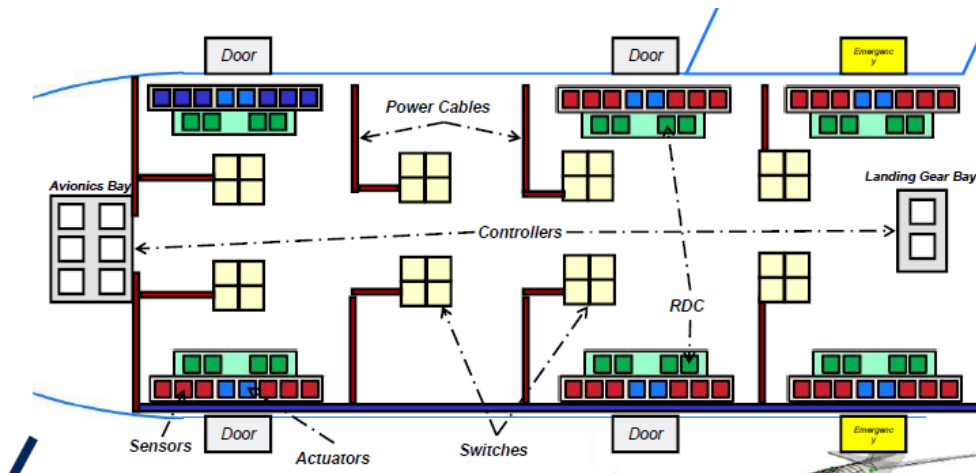 Door
Door
Emergenc
y
Power Cables
Avionics Bay
Landing Gear Bay
Controllers
RDC
Sensors
Door
Actuators
Switches
Door
Emergenc
y